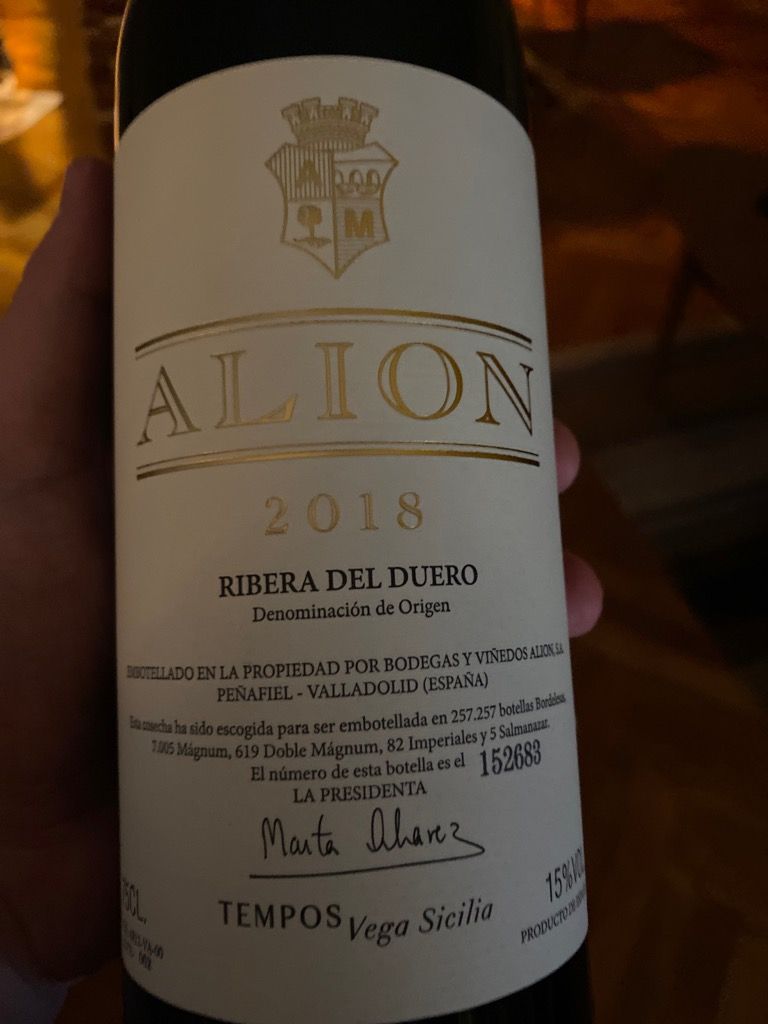 A
M
ALION
2018
RIBERA DEL DUERO
Denominación de Origen
EMBOTELLADO EN LA PROPIEDAD POR BODEGAS Y VIÑEDOS ALION, S.A.
PEÑAFIEL - VALLADOLID (ESPAÑA)
Esta cosecha ha sido escogida para ser embotellada en 257.257 botellas Bordelesas,
7.005 Mágnum, 619 Doble Mágnum, 82 Imperiales y 5 Salmanazar.
El número de esta botella es el 152683
LA PRESIDENTA
Marta Alvarez
75CL.
15%VOL
TEMPOS Vega Sicilia
PRODUCTO DE